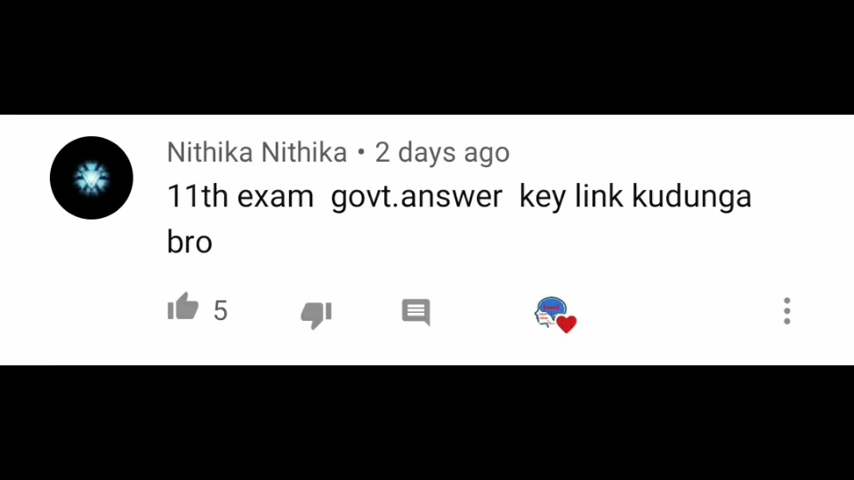 Nithika Nithika • 2 days ago
11th exam govt.answer key link kudunga
bro
5